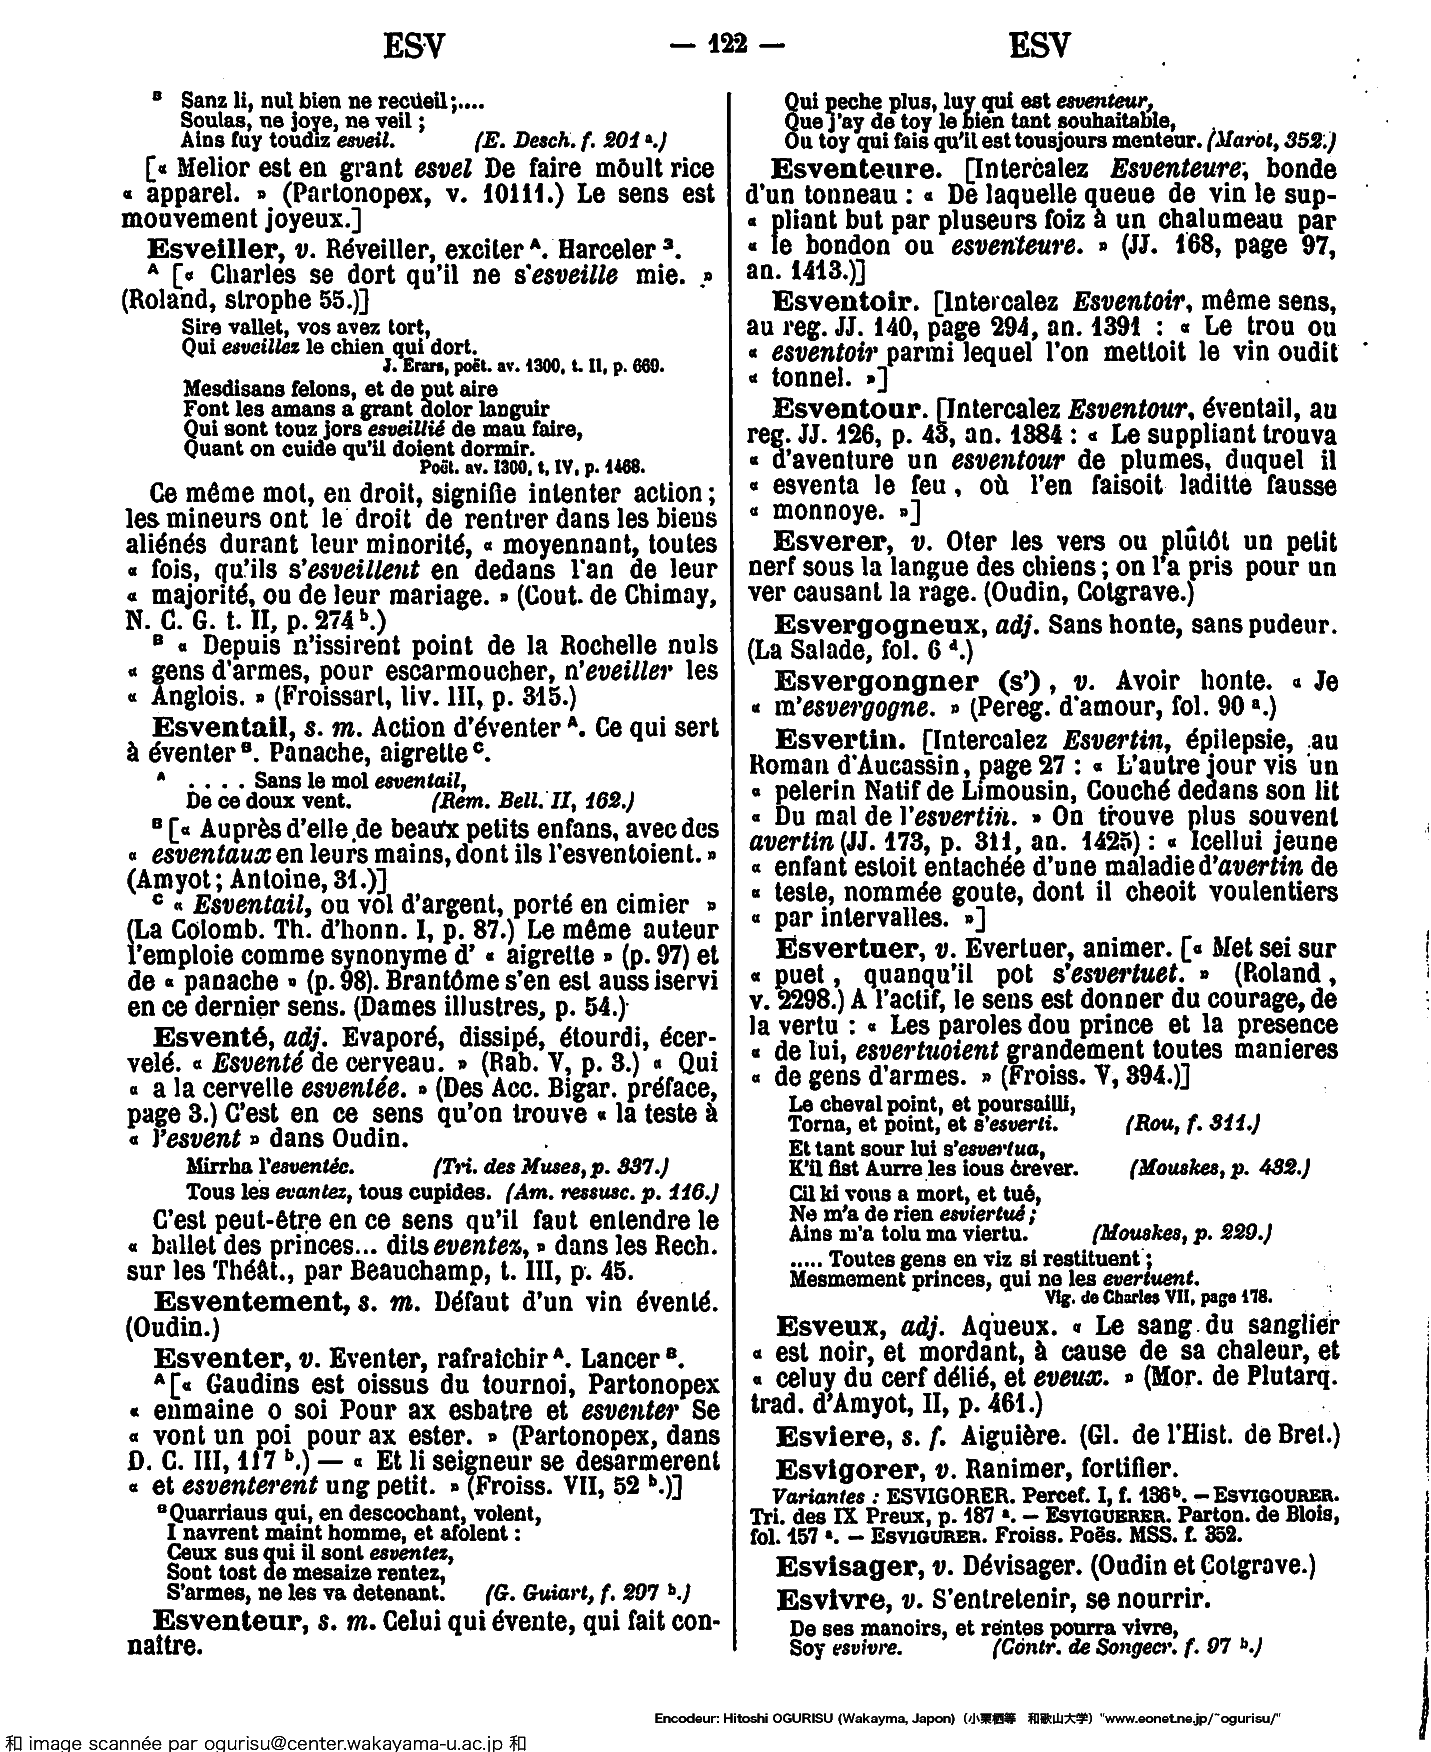 ESV — 122 — ESV
ᴮ Sanz li, nul bien ne recueil;....
Soulas, ne joye, ne veil ;
Ains fuy toudiz esveil. (E. Desch. f. 201 ᵃ.)
[« Melior est en grant esvel De faire moult rice
« apparel. » (Partonopex, v. 10111.) Le sens est
mouvement joyeux.]
Esveiller, v. Réveiller, exciter ᴬ. Harceler ᴮ.
ᴬ [« Charles se dort qu'il ne s'esveille mie. »
(Roland, strophe 55.)]
Sire vallet, vos avez tort,
Qui esveillez le chien qui dort.
J. Erars, poët. av. 1300, t. II, p. 669.
Mesdisans felons, et de put aire
Font les amans a grant dolor languir
Qui sont touz jors esveillié de mau faire,
Quant on cuide qu'il doient dormir.
Poët. av. 1300, t, IV, p. 1468.
Ce même mot, en droit, signifie intenter action ;
les mineurs ont le droit de rentrer dans les biens
aliénés durant leur minorité, « moyennant, toutes
« fois, qu'ils s'esveillent en dedans l'an de leur
« majorité, ou de leur mariage. » (Cout. de Chimay,
N. C. G. t. II, p. 274 ᵇ.)
ᴮ « Depuis n'issirent point de la Rochelle nuls
« gens d'armes, pour escarmoucher, n'eveiller les
« Anglois. » (Froissart, liv. III, p. 315.)
Esventail, s. m. Action d'éventer ᴬ. Ce qui sert
à éventer ᴮ. Panache, aigrette ᶜ.
ᴬ . . . . Sans le mol esventail,
De ce doux vent. (Rem. Bell. II, 162.)
ᴮ [« Auprès d'elle de beaux petits enfans, avec des
« esventaux en leurs mains, dont ils l'esventoient. »
(Amyot ; Antoine, 31.)]
ᶜ « Esventail, ou vol d'argent, porté en cimier »
(La Colomb. Th. d'honn. I, p. 87.) Le même auteur
l'emploie comme synonyme d' « aigrette » (p. 97) et
de « panache » (p. 98). Brantôme s'en est auss iservi
en ce dernier sens. (Dames illustres, p. 54.)
Esventé, adj. Evaporé, dissipé, étourdi, écer-
velé. « Esventé de cerveau. » (Rab. V, p. 3.) « Qui
« a la cervelle esventée. » (Des Acc. Bigar. préface,
page 3.) C'est en ce sens qu'on trouve « la teste à
« l'esvent » dans Oudin.
Mirrha l'esventée. (Tri. des Muses, p. 337.)
Tous les evantez, tous cupides. (Am. ressusc. p. 116.)
C'est peut-être en ce sens qu'il faut entendre le
« ballet des princes... dits eventez, » dans les Rech.
sur les Théât., par Beauchamp, t. III, p. 45.
Esventement, s. m. Défaut d'un vin éventé.
(Oudin.)
Esventer, v. Eventer, rafraichir ᴬ. Lancer ᴮ.
ᴬ [« Gaudins est oissus du tournoi, Partonopex
« enmaine o soi Pour ax esbatre et esventer Se
« vont un poi pour ax ester. » (Partonopex, dans
D. C. III, 117 ᵇ.) — « Et li seigneur se desarmerent
« et esventerent ung petit. » (Froiss. VII, 52 ᵇ.)]
ᴮ Quarriaus qui, en descochant, volent,
I navrent maint homme, et afolent :
Ceux sus qui il sont esventez,
Sont tost de mesaize rentez,
S'armes, ne les va detenant. (G. Guiart, f. 297 ᵇ.)
Esventeur, s. m. Celui qui évente, qui fait con-
naître.
Qui peche plus, luy qui est esventeur,
Que j'ay de toy le bien tant souhaitable,
Ou toy qui fais qu'il est tousjours menteur. (Marot, 352.)
Esventeure. [Intercalez Esventeure, bonde
d'un tonneau : « De laquelle queue de vin le sup-
« pliant but par pluseurs foiz à un chalumeau par
« le bondon ou esventeure. » (JJ. 168, page 97,
an. 1413.)]
Esventoir. [Intercalez Esventoir, même sens,
au reg. JJ. 140, page 294, an. 1391 : « Le trou ou
« esventoir parmi lequel l'on mettoit le vin oudit
« tonnel. »]
Esventour. [Intercalez Esventour, éventail, au
reg. JJ. 126, p. 43, an. 1384 : « Le suppliant trouva
« d'aventure un esventour de plumes, duquel il
« esventa le feu, où l'en faisoit laditte fausse
« monnoye. »]
Esverer, v. Oter les vers ou plûtôt un petit
nerf sous la langue des chiens ; on l'a pris pour un
ver causant la rage. (Oudin, Cotgrave.)
Esvergogneux, adj. Sans honte, sans pudeur.
(La Salade, fol. 6 ᵈ.)
Esvergongner (s'), v. Avoir honte. « Je
« m'esvergogne. » (Pereg. d'amour, fol. 90 ᵃ.)
Esvertin. [Intercalez Esvertin, épilepsie, au
Roman d'Aucassin, page 27 : « L'autre jour vis un
« pelerin Natif de Limousin, Couché dedans son lit
« Du mal de l'esvertin. » On trouve plus souvent
avertin (JJ. 173, p. 311, an. 1425) : « Icellui jeune
« enfant estoit entachée d'une maladie d'avertin de
« teste, nommée goute, dont il cheoit voulentiers
« par intervalles. »]
Esvertuer, v. Evertuer, animer. [« Met sei sur
« puet, quanqu'il pot s'esvertuet. » (Roland,
v. 2298.) A l'actif, le sens est donner du courage, de
la vertu : « Les paroles dou prince et la presence
« de lui, esvertuoient grandement toutes manieres
« de gens d'armes. » (Froiss. V, 394.)]
Le cheval point, et poursailli,
Torna, et point, et s'esverti. (Rou, f. 311.)
Et tant sour lui s'esvertua,
K'il fist Aurre les ious crever. (Mouskes, p. 432.)
Cil ki vous a mort, et tué,
Ne m'a de rien esviertué ;
Ains m'a tolu ma viertu. (Mouskes, p. 229.)
..... Toutes gens en viz si restituent ;
Mesmement princes, qui ne les evertuent.
Vig. de Charles VII, page 178.
Esveux, adj. Aqueux. « Le sang du sanglier
« est noir, et mordant, à cause de sa chaleur, et
« celuy du cerf délié, et eveux. » (Mor. de Plutarq.
trad. d'Amyot, II, p. 461.)
Esviere, s. f. Aiguière. (Gl. de l'Hist. de Bret.)
Esvigorer, v. Ranimer, fortifier.
Variantes : ESVIGORER. Percef. I, f. 136ᵇ. — ESVIGOURER.
Tri. des IX Preux, p. 187 ᵃ. — ESVIGUERER. Parton. de Blois,
fol. 157 ᵃ. — ESVIGURER. Froiss. Poës. MSS. f. 352.
Esvisager, v. Dévisager. (Oudin et Cotgrave.)
Esvivre, v. S'entretenir, se nourrir.
De ses manoirs, et rentes pourra vivre,
Soy esvivre. (Contr. de Songecr. f. 97 ᵇ.)
Encodeur: Hitoshi OGURISU (Wakayma, Japon)（小栗栖等　和歌山大学）"www.eonet.ne.jp/~ogurisu/"
和 image scannée par ogurisu@center.wakayama-u.ac.jp 和